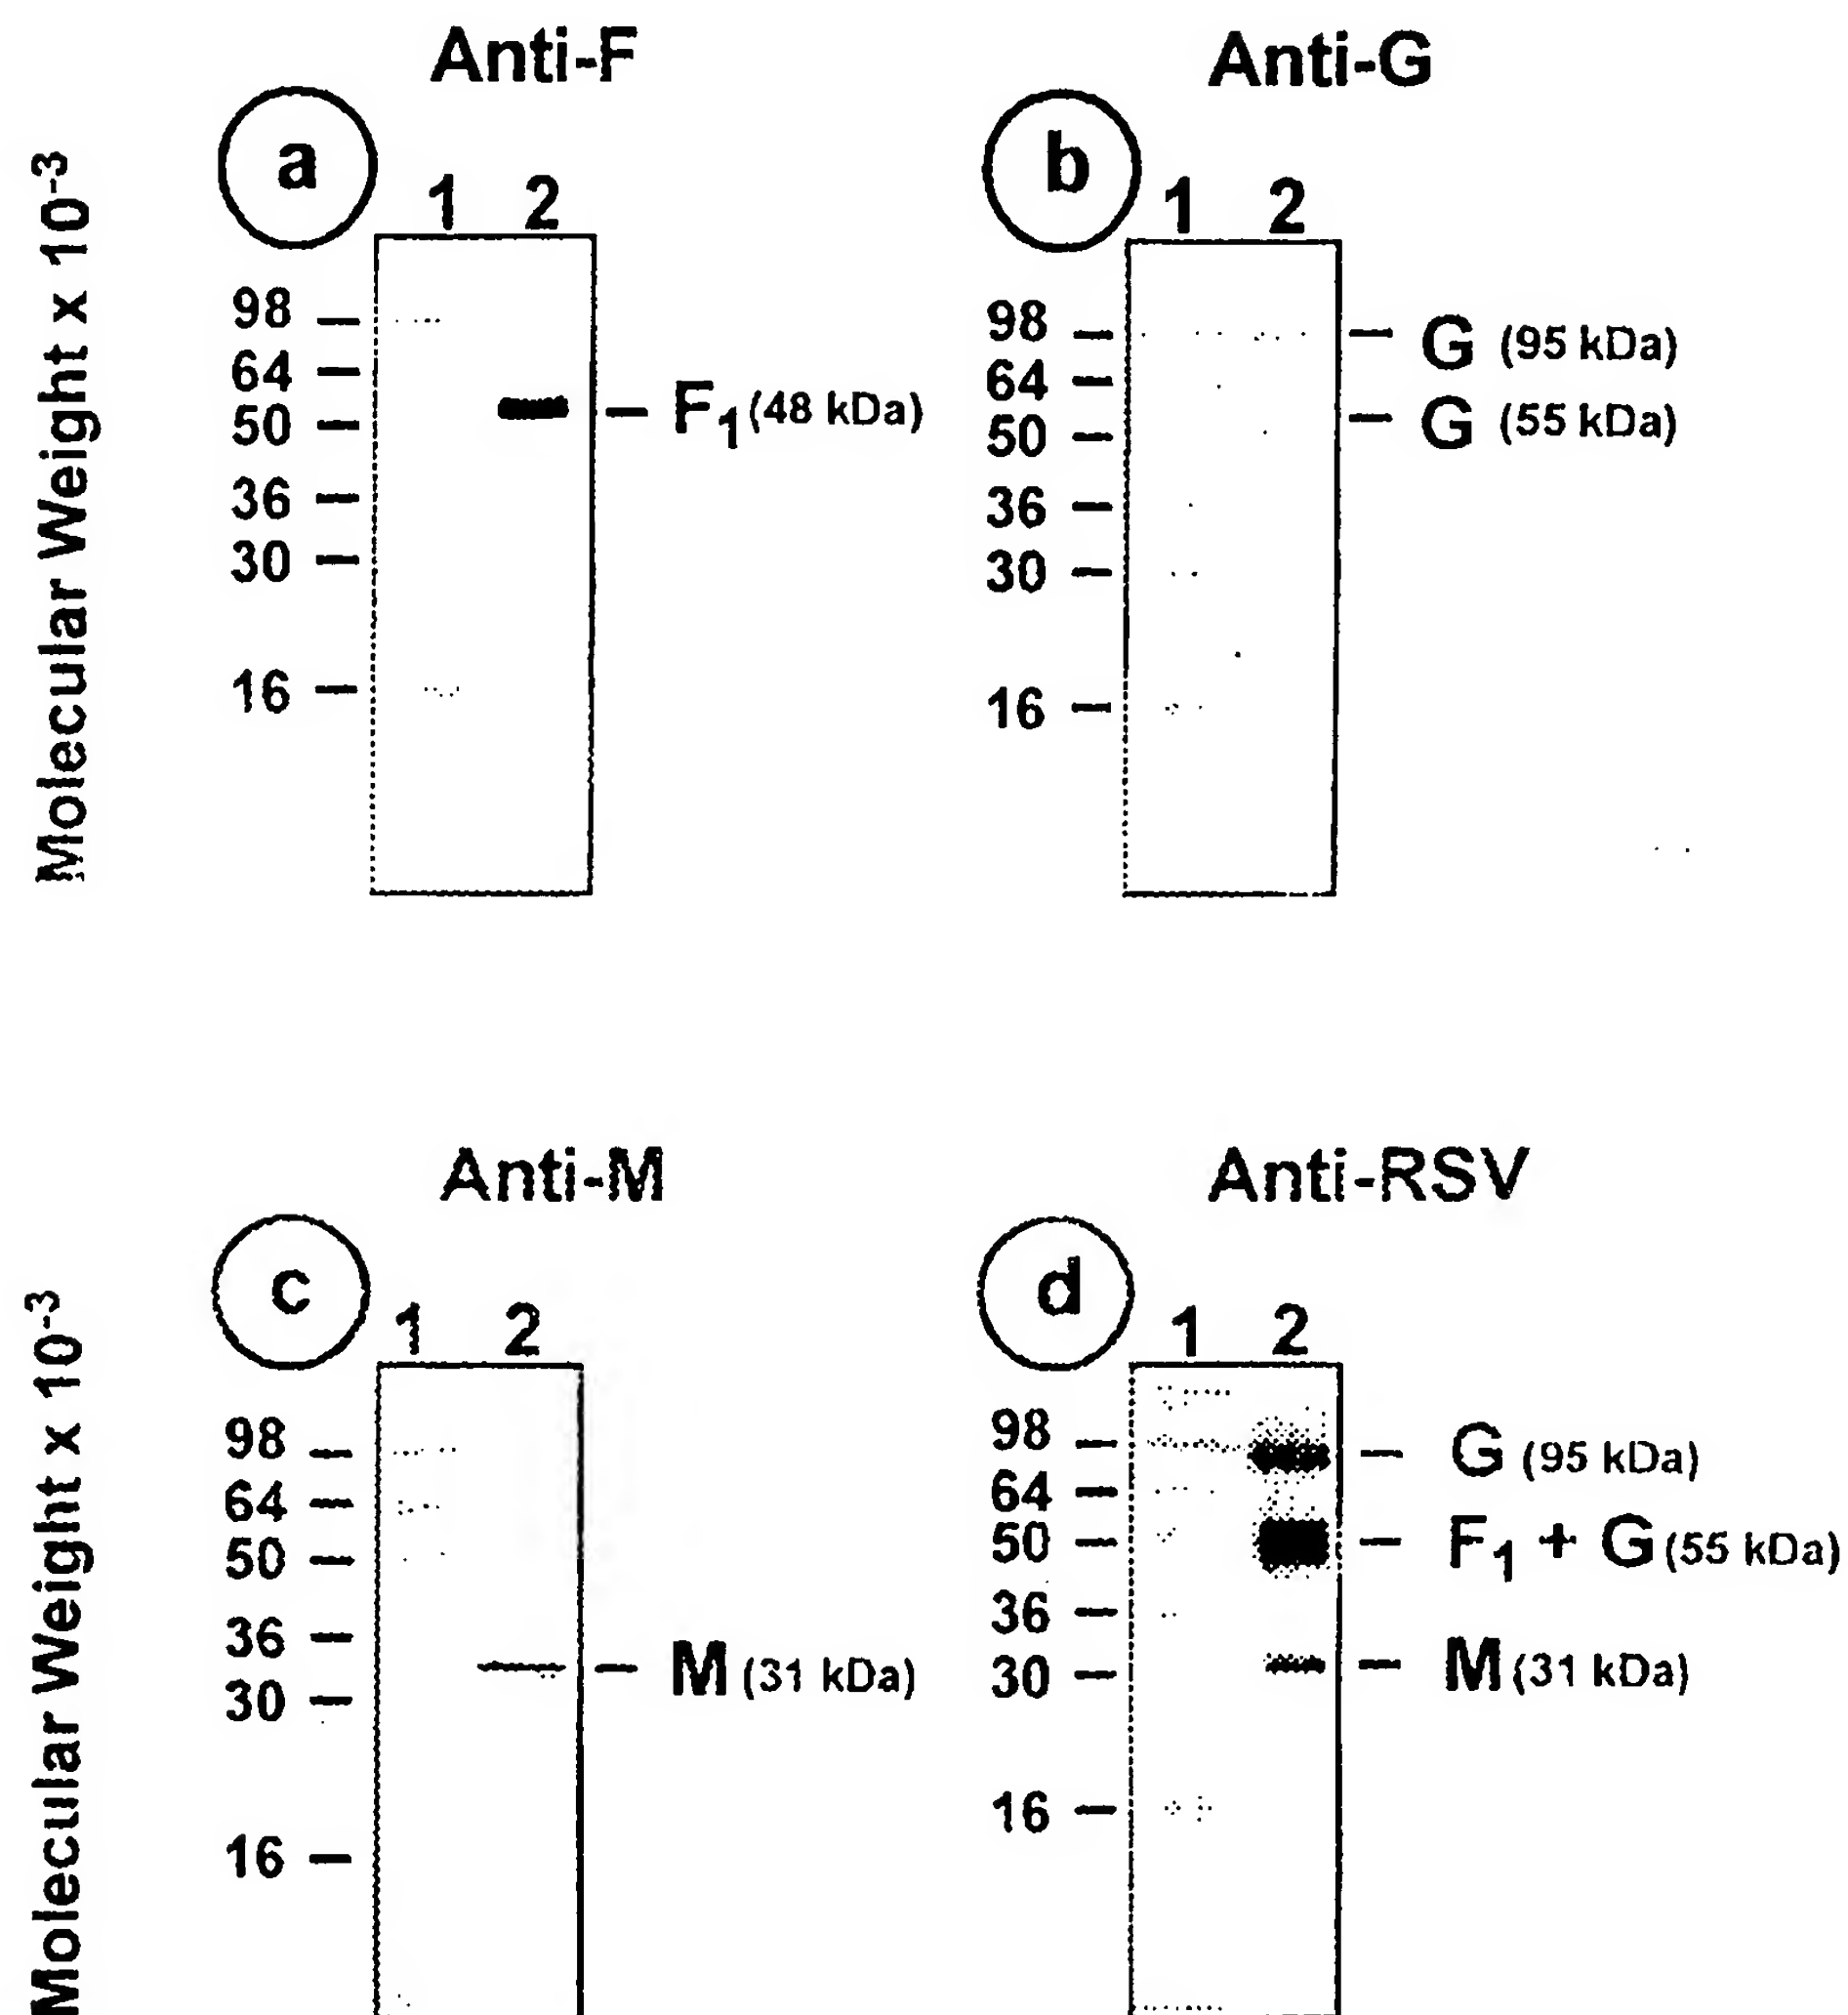 Anti-F
a
1 2
Molecular Weight x 10-3
98
64
50
36
30
16
F1 (48 kDa)
Anti-G
b
1 2
98
64
50
36
30
16
G (95 kDa)
G (55 kDa)
Anti-M
c
1 2
Molecular Weight x 10-3
98
64
50
36
30
16
M (31 kDa)
Anti-RSV
d
1 2
98
64
50
36
30
16
G (95 kDa)
F1 + G (55 kDa)
M (31 kDa)